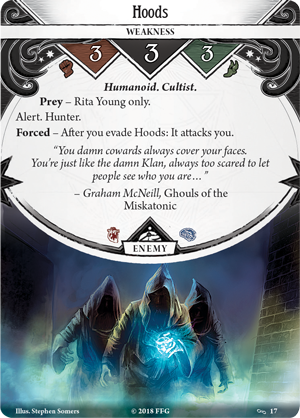 Hoods
WEAKNESS
3 3 3
Humanoid. Cultist.
Prey – Rita Young only.
Alert. Hunter.
Forced – After you evade Hoods: It attacks you.
“You damn cowards always cover your faces.
You’re just like the damn Klan, always too scared to let
people see who you are…”
– Graham McNeill, Ghouls of the
Miskatonic
ENEMY
Illus. Stephen Somers © 2018 FFG 17